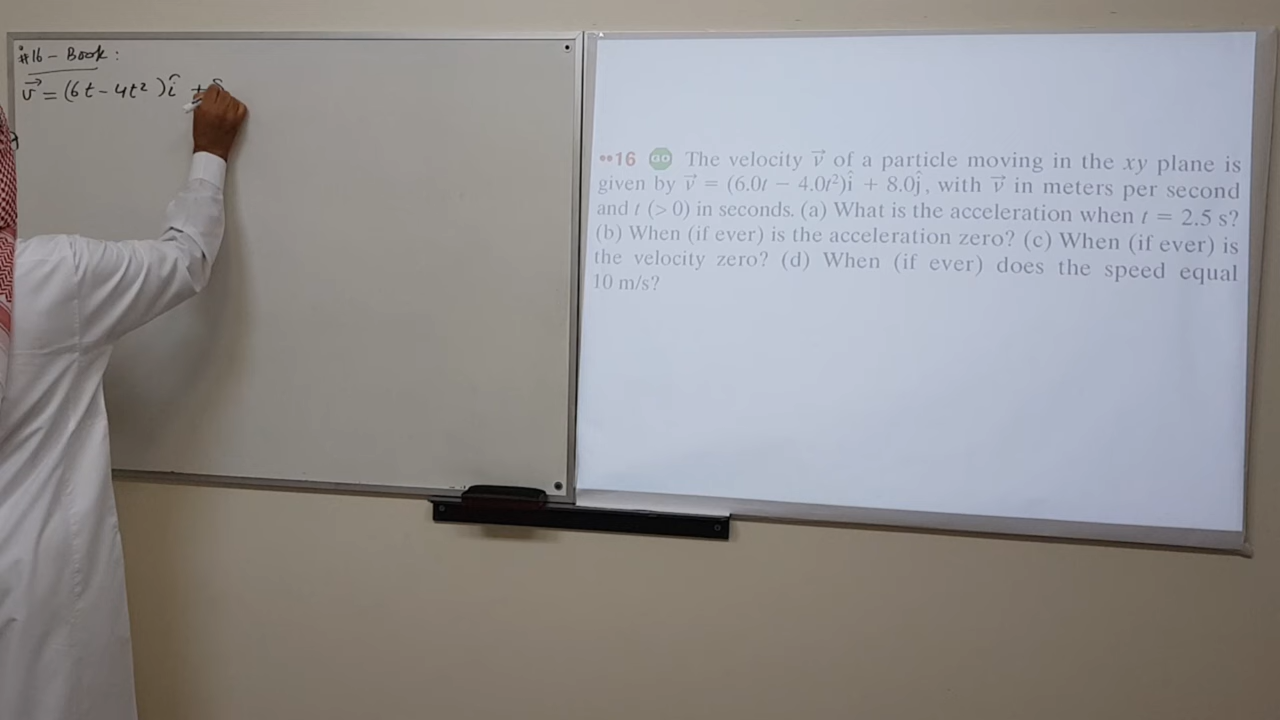 #16 - Book :
v⃗ = (6t - 4t²) î + 8
••16 GO The velocity v⃗ of a particle moving in the xy plane is
given by v⃗ = (6.0t − 4.0t²)î + 8.0ĵ, with v⃗ in meters per second
and t (> 0) in seconds. (a) What is the acceleration when t = 2.5 s?
(b) When (if ever) is the acceleration zero? (c) When (if ever) is
the velocity zero? (d) When (if ever) does the speed equal
10 m/s?